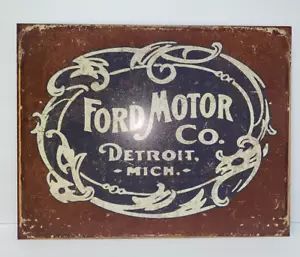 FORD MOTOR
CO.
DETROIT,
-MICH.-